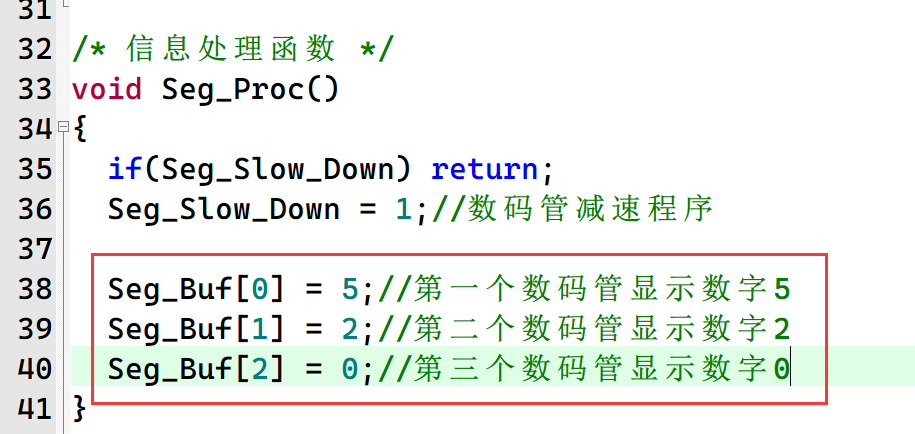 31
32 /* 信息处理函数 */
33 void Seg_Proc()
34 {
35 if(Seg_Slow_Down) return;
36 Seg_Slow_Down = 1;//数码管减速程序
37
38 Seg_Buf[0] = 5;//第一个数码管显示数字5
39 Seg_Buf[1] = 2;//第二个数码管显示数字2
40 Seg_Buf[2] = 0;//第三个数码管显示数字0
41 }